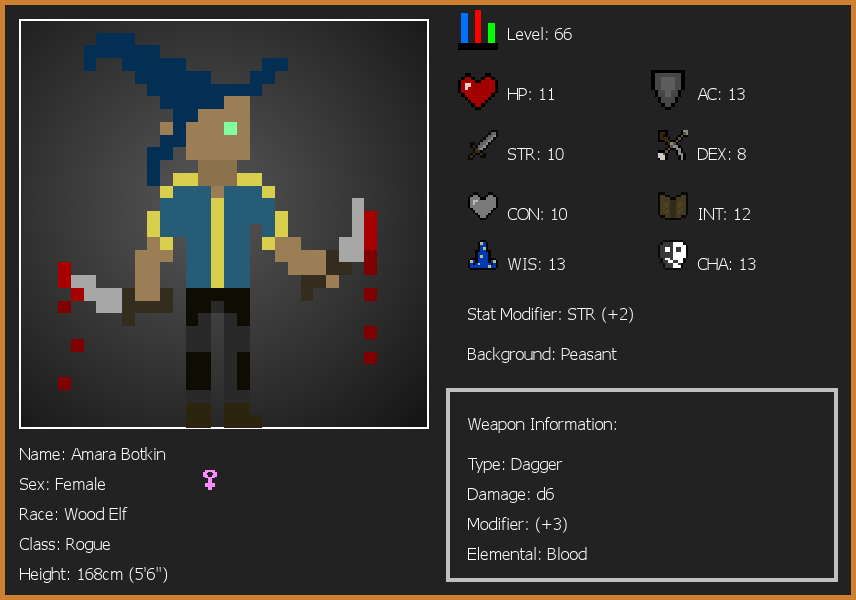 Level: 66
HP: 11
AC: 13
STR: 10
DEX: 8
CON: 10
INT: 12
WIS: 13
CHA: 13
Stat Modifier: STR (+2)
Background: Peasant
Weapon Information:
Type: Dagger
Damage: d6
Modifier: (+3)
Elemental: Blood
Name: Amara Botkin
Sex: Female
Race: Wood Elf
Class: Rogue
Height: 168cm (5'6")